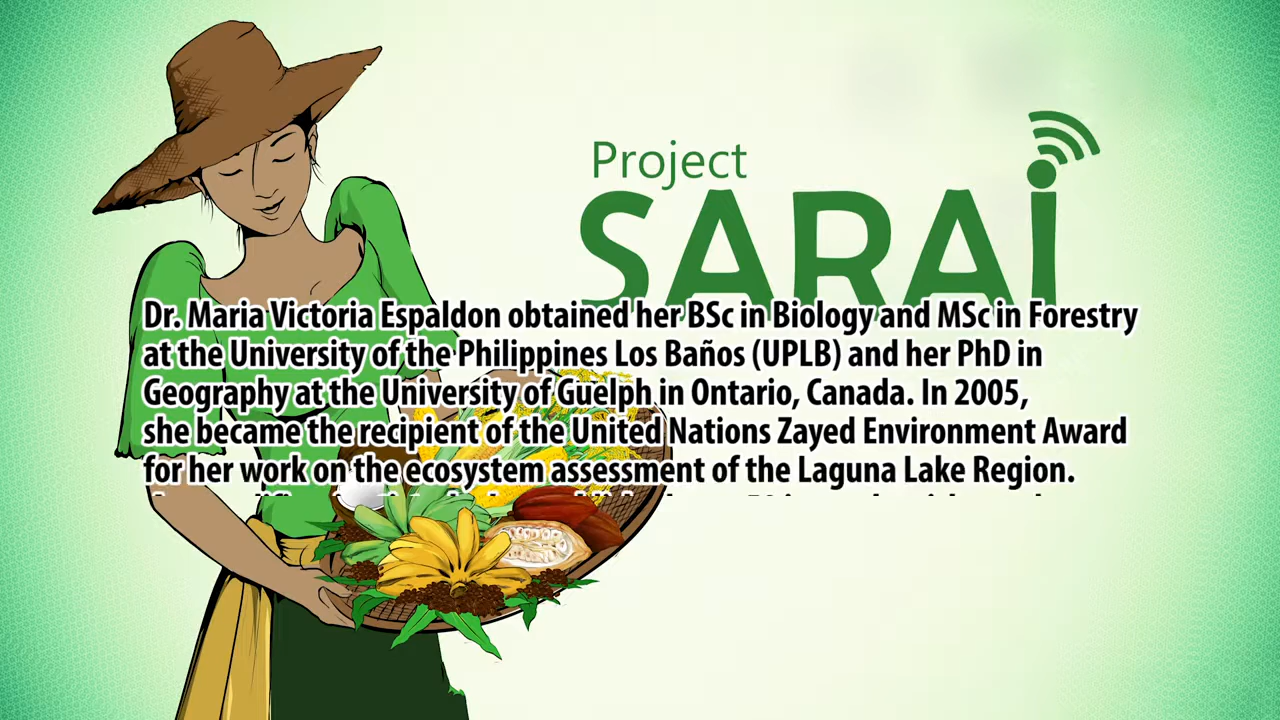 Project
SARAi
Dr. Maria Victoria Espaldon obtained her BSc in Biology and MSc in Forestry
at the University of the Philippines Los Baños (UPLB) and her PhD in
Geography at the University of Guelph in Ontario, Canada. In 2005,
she became the recipient of the United Nations Zayed Environment Award
for her work on the ecosystem assessment of the Laguna Lake Region.